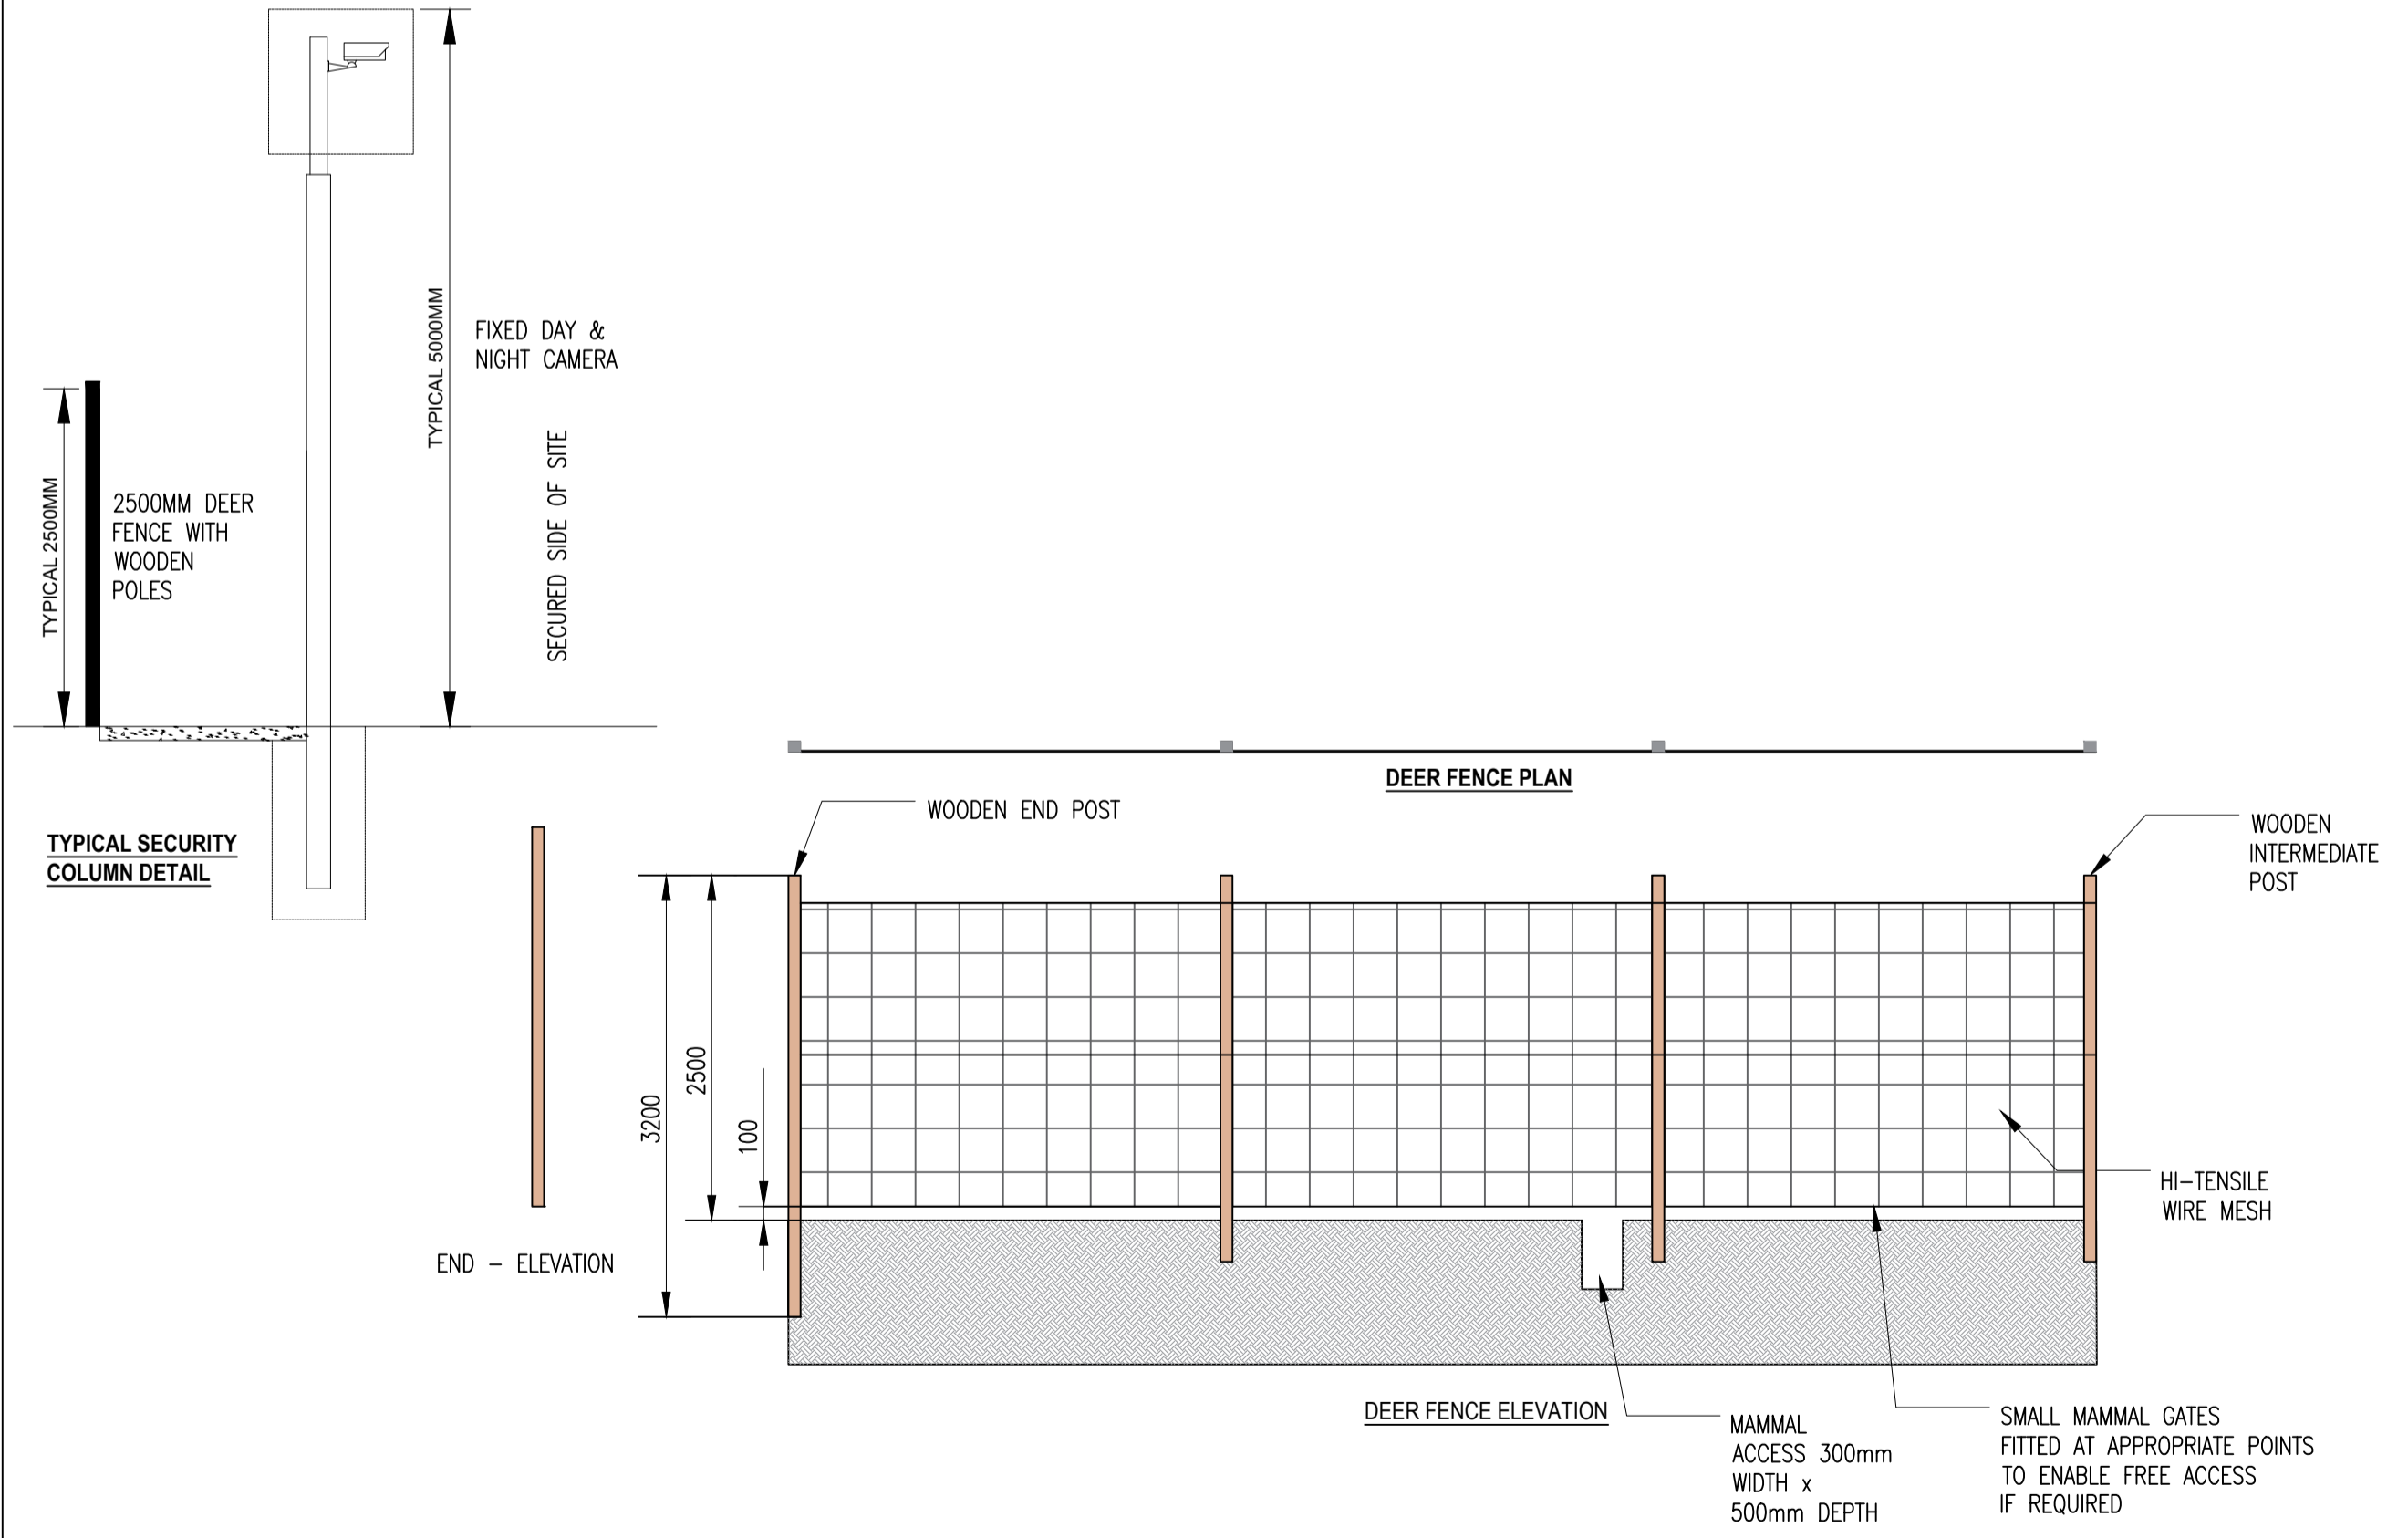 TYPICAL 5000MM
FIXED DAY &
NIGHT CAMERA
SECURED SIDE OF SITE
TYPICAL 2500MM
2500MM DEER
FENCE WITH
WOODEN
POLES
TYPICAL SECURITY
COLUMN DETAIL
DEER FENCE PLAN
WOODEN END POST
WOODEN
INTERMEDIATE
POST
3200
2500
100
END - ELEVATION
HI-TENSILE
WIRE MESH
DEER FENCE ELEVATION
MAMMAL
ACCESS 300mm
WIDTH x
500mm DEPTH
SMALL MAMMAL GATES
FITTED AT APPROPRIATE POINTS
TO ENABLE FREE ACCESS
IF REQUIRED